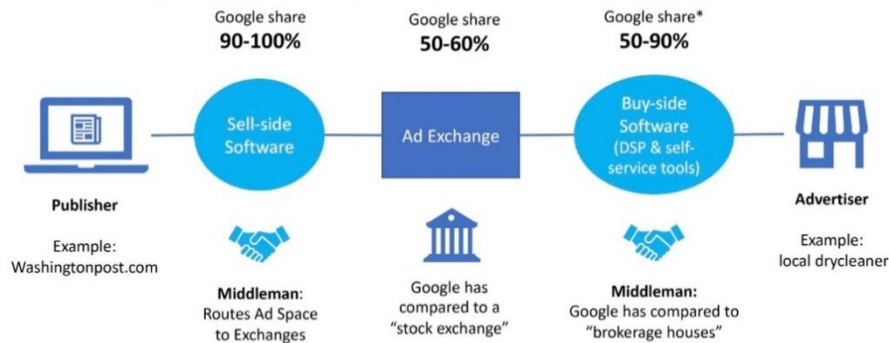 Google share
90-100%
Google share
50-60%
Google share*
50-90%
Sell-side
Software
Ad Exchange
Buy-side
Software
(DSP & self-
service tools)
Publisher
Example:
Washingtonpost.com
Middleman:
Routes Ad Space
to Exchanges
Google has
compared to a
“stock exchange”
Middleman:
Google has compared to
“brokerage houses”
Advertiser
Example:
local drycleaner